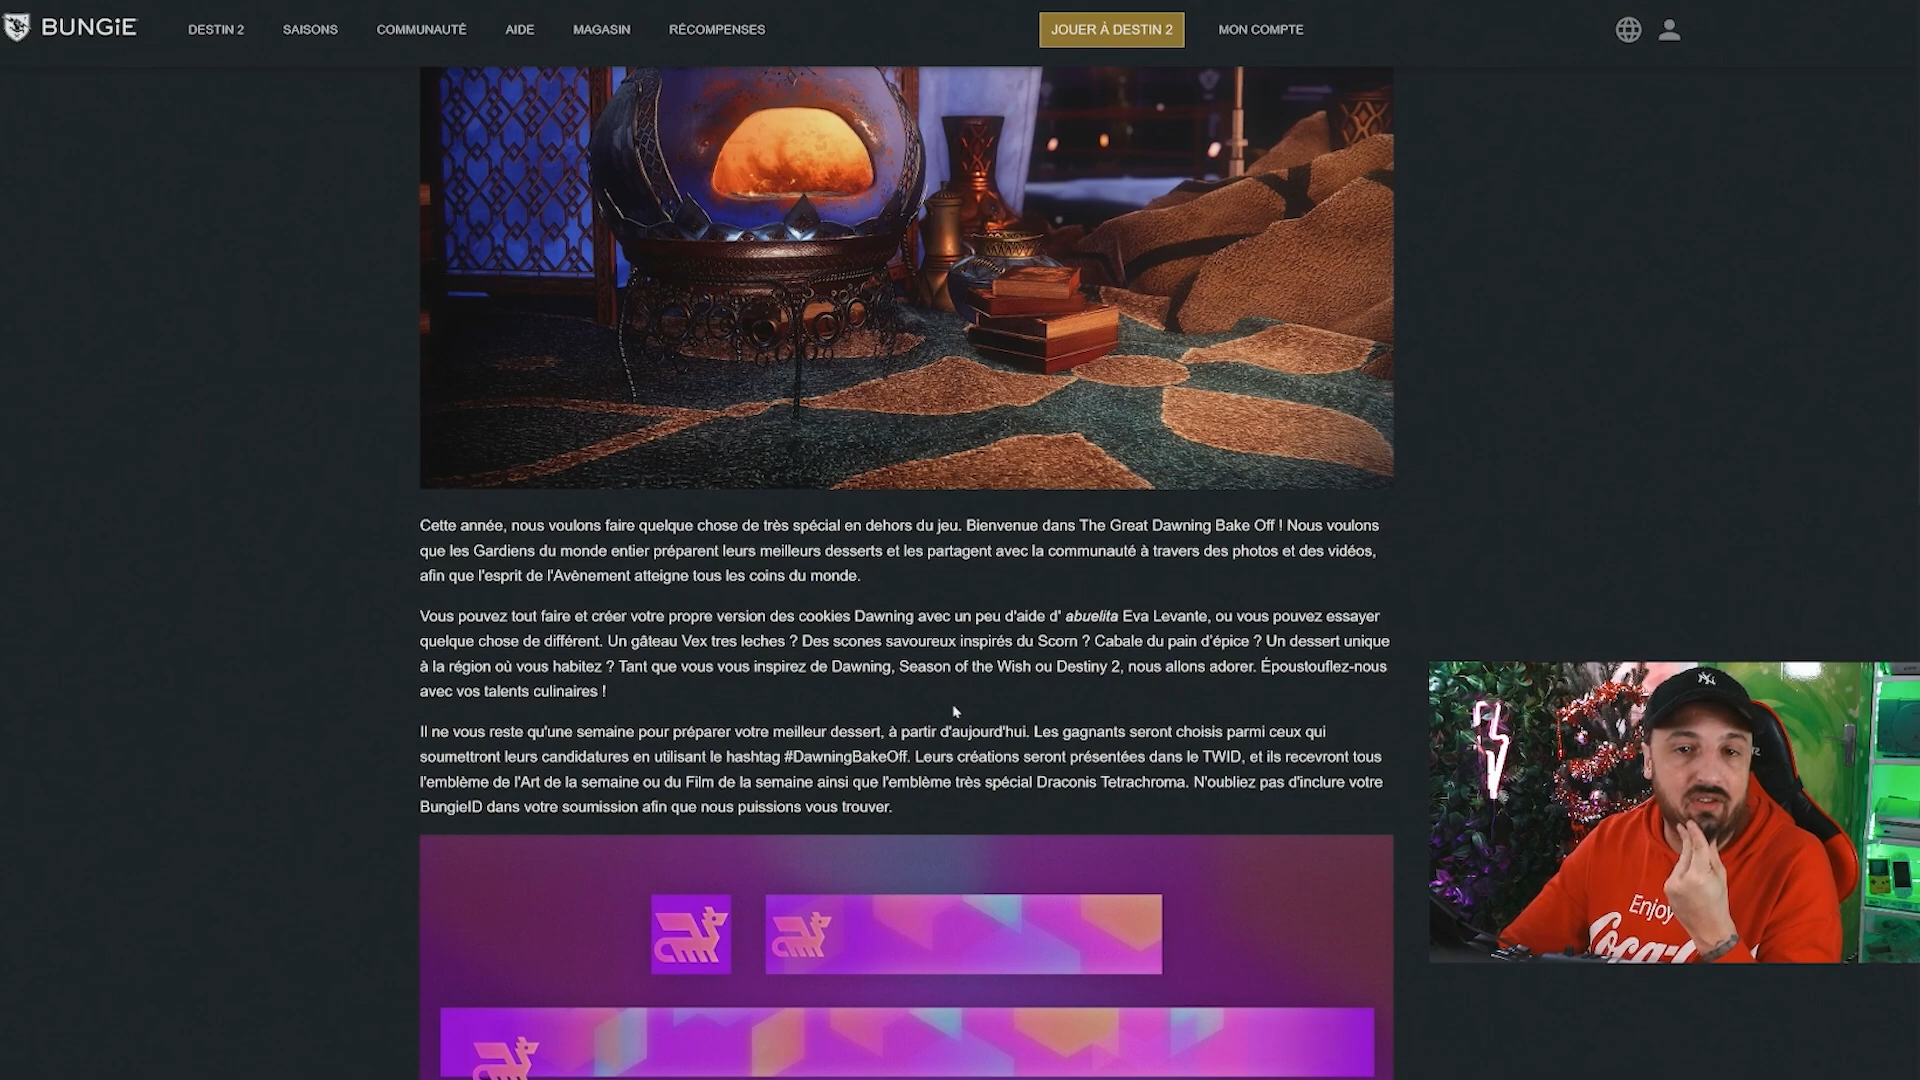 BUNGiE
DESTIN 2
SAISONS
COMMUNAUTÉ
AIDE
MAGASIN
RÉCOMPENSES
JOUER À DESTIN 2
MON COMPTE
Cette année, nous voulons faire quelque chose de très spécial en dehors du jeu. Bienvenue dans The Great Dawning Bake Off ! Nous voulons
que les Gardiens du monde entier préparent leurs meilleurs desserts et les partagent avec la communauté à travers des photos et des vidéos,
afin que l'esprit de l'Avènement atteigne tous les coins du monde.
Vous pouvez tout faire et créer votre propre version des cookies Dawning avec un peu d'aide d' abuelita Eva Levante, ou vous pouvez essayer
quelque chose de différent. Un gâteau Vex tres leches ? Des scones savoureux inspirés du Scorn ? Cabale du pain d'épice ? Un dessert unique
à la région où vous habitez ? Tant que vous vous inspirez de Dawning, Season of the Wish ou Destiny 2, nous allons adorer. Époustouflez-nous
avec vos talents culinaires !
Il ne vous reste qu'une semaine pour préparer votre meilleur dessert, à partir d'aujourd'hui. Les gagnants seront choisis parmi ceux qui
soumettront leurs candidatures en utilisant le hashtag #DawningBakeOff. Leurs créations seront présentées dans le TWID, et ils recevront tous
l'emblème de l'Art de la semaine ou du Film de la semaine ainsi que l'emblème très spécial Draconis Tetrachroma. N'oubliez pas d'inclure votre
BungieID dans votre soumission afin que nous puissions vous trouver.
NY
Enjoy